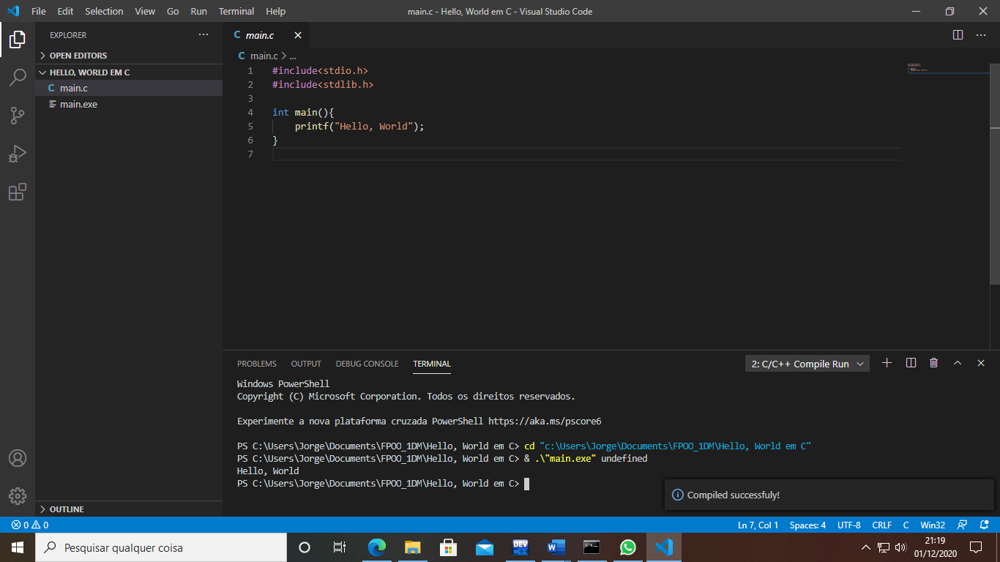 File Edit Selection View Go Run Terminal Help
main.c - Hello, World em C - Visual Studio Code
EXPLORER
OPEN EDITORS
HELLO, WORLD EM C
C main.c
main.exe
C main.c
C main.c > ...
1 #include<stdio.h>
2 #include<stdlib.h>
3
4 int main(){
5 printf("Hello, World");
6 }
7
PROBLEMS OUTPUT DEBUG CONSOLE TERMINAL
2: C/C++ Compile Run
Windows PowerShell
Copyright (C) Microsoft Corporation. Todos os direitos reservados.
Experimente a nova plataforma cruzada PowerShell https://aka.ms/pscore6
PS C:\Users\Jorge\Documents\FPOO_1DM\Hello, World em C> cd "c:\Users\Jorge\Documents\FPOO_1DM\Hello, World em C"
PS C:\Users\Jorge\Documents\FPOO_1DM\Hello, World em C> & .\"main.exe" undefined
Hello, World
PS C:\Users\Jorge\Documents\FPOO_1DM\Hello, World em C>
Compiled successfuly!
OUTLINE
0 0
Ln 7, Col 1 Spaces: 4 UTF-8 CRLF C Win32
Pesquisar qualquer coisa
DEV
21:19
01/12/2020